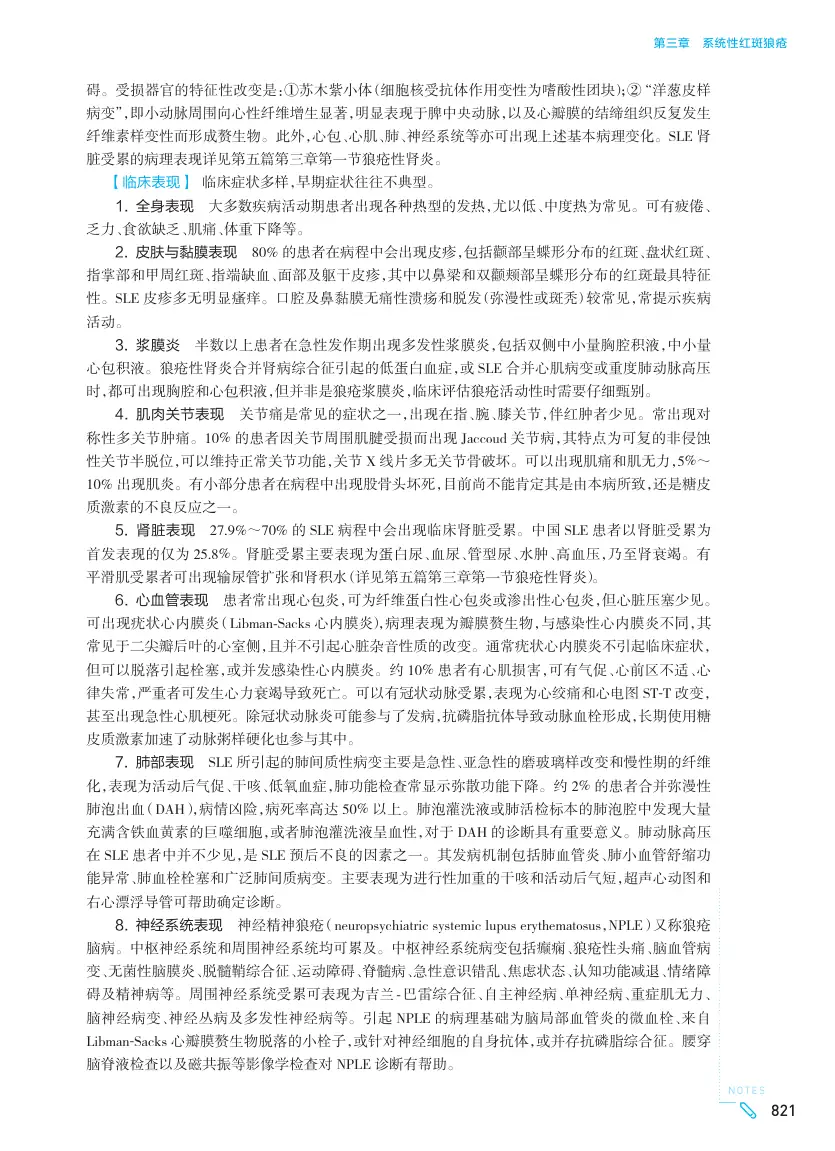 第三章　系统性红斑狼疮
碍。受损器官的特征性改变是:①苏木紫小体(细胞核受抗体作用变性为嗜酸性团块);② “洋葱皮样
病变”,即小动脉周围向心性纤维增生显著,明显表现于脾中央动脉,以及心瓣膜的结缔组织反复发生
纤维素样变性而形成赘生物。此外,心包、心肌、肺、神经系统等亦可出现上述基本病理变化。SLE 肾
脏受累的病理表现详见第五篇第三章第一节狼疮性肾炎。
【临床表现】 临床症状多样,早期症状往往不典型。
1. 全身表现　大多数疾病活动期患者出现各种热型的发热,尤以低、中度热为常见。可有疲倦、
乏力、食欲缺乏、肌痛、体重下降等。
2. 皮肤与黏膜表现　80% 的患者在病程中会出现皮疹,包括颧部呈蝶形分布的红斑、盘状红斑、
指掌部和甲周红斑、指端缺血、面部及躯干皮疹,其中以鼻梁和双颧颊部呈蝶形分布的红斑最具特征
性。SLE 皮疹多无明显瘙痒。口腔及鼻黏膜无痛性溃疡和脱发(弥漫性或斑秃)较常见,常提示疾病
活动。
3. 浆膜炎　半数以上患者在急性发作期出现多发性浆膜炎,包括双侧中小量胸腔积液,中小量
心包积液。狼疮性肾炎合并肾病综合征引起的低蛋白血症,或 SLE 合并心肌病变或重度肺动脉高压
时,都可出现胸腔和心包积液,但并非是狼疮浆膜炎,临床评估狼疮活动性时需要仔细甄别。
4. 肌肉关节表现　关节痛是常见的症状之一,出现在指、腕、膝关节,伴红肿者少见。常出现对
称性多关节肿痛。10% 的患者因关节周围肌腱受损而出现 Jaccoud 关节病,其特点为可复的非侵蚀
性关节半脱位,可以维持正常关节功能,关节 X 线片多无关节骨破坏。可以出现肌痛和肌无力,5%～
10% 出现肌炎。有小部分患者在病程中出现股骨头坏死,目前尚不能肯定其是由本病所致,还是糖皮
质激素的不良反应之一。
5. 肾脏表现　27.9%～70% 的 SLE 病程中会出现临床肾脏受累。中国 SLE 患者以肾脏受累为
首发表现的仅为 25.8%。肾脏受累主要表现为蛋白尿、血尿、管型尿、水肿、高血压,乃至肾衰竭。有
平滑肌受累者可出现输尿管扩张和肾积水(详见第五篇第三章第一节狼疮性肾炎)。
6. 心血管表现　患者常出现心包炎,可为纤维蛋白性心包炎或渗出性心包炎,但心脏压塞少见。
可出现疣状心内膜炎(Libman-Sacks 心内膜炎),病理表现为瓣膜赘生物,与感染性心内膜炎不同,其
常见于二尖瓣后叶的心室侧,且并不引起心脏杂音性质的改变。通常疣状心内膜炎不引起临床症状,
但可以脱落引起栓塞,或并发感染性心内膜炎。约 10% 患者有心肌损害,可有气促、心前区不适、心
律失常,严重者可发生心力衰竭导致死亡。可以有冠状动脉受累,表现为心绞痛和心电图 ST-T 改变,
甚至出现急性心肌梗死。除冠状动脉炎可能参与了发病,抗磷脂抗体导致动脉血栓形成,长期使用糖
皮质激素加速了动脉粥样硬化也参与其中。
7. 肺部表现　SLE 所引起的肺间质性病变主要是急性、亚急性的磨玻璃样改变和慢性期的纤维
化,表现为活动后气促、干咳、低氧血症,肺功能检查常显示弥散功能下降。约 2% 的患者合并弥漫性
肺泡出血(DAH),病情凶险,病死率高达 50% 以上。肺泡灌洗液或肺活检标本的肺泡腔中发现大量
充满含铁血黄素的巨噬细胞,或者肺泡灌洗液呈血性,对于 DAH 的诊断具有重要意义。肺动脉高压
在 SLE 患者中并不少见,是 SLE 预后不良的因素之一。其发病机制包括肺血管炎、肺小血管舒缩功
能异常、肺血栓栓塞和广泛肺间质病变。主要表现为进行性加重的干咳和活动后气短,超声心动图和
右心漂浮导管可帮助确定诊断。
8. 神经系统表现　神经精神狼疮(neuropsychiatric systemic lupus erythematosus,NPLE)又称狼疮
脑病。中枢神经系统和周围神经系统均可累及。中枢神经系统病变包括癫痫、狼疮性头痛、脑血管病
变、无菌性脑膜炎、脱髓鞘综合征、运动障碍、脊髓病、急性意识错乱、焦虑状态、认知功能减退、情绪障
碍及精神病等。周围神经系统受累可表现为吉兰-巴雷综合征、自主神经病、单神经病、重症肌无力、
脑神经病变、神经丛病及多发性神经病等。引起 NPLE 的病理基础为脑局部血管炎的微血栓、来自
Libman-Sacks 心瓣膜赘生物脱落的小栓子,或针对神经细胞的自身抗体,或并存抗磷脂综合征。腰穿
脑脊液检查以及磁共振等影像学检查对 NPLE 诊断有帮助。
NOTES
821